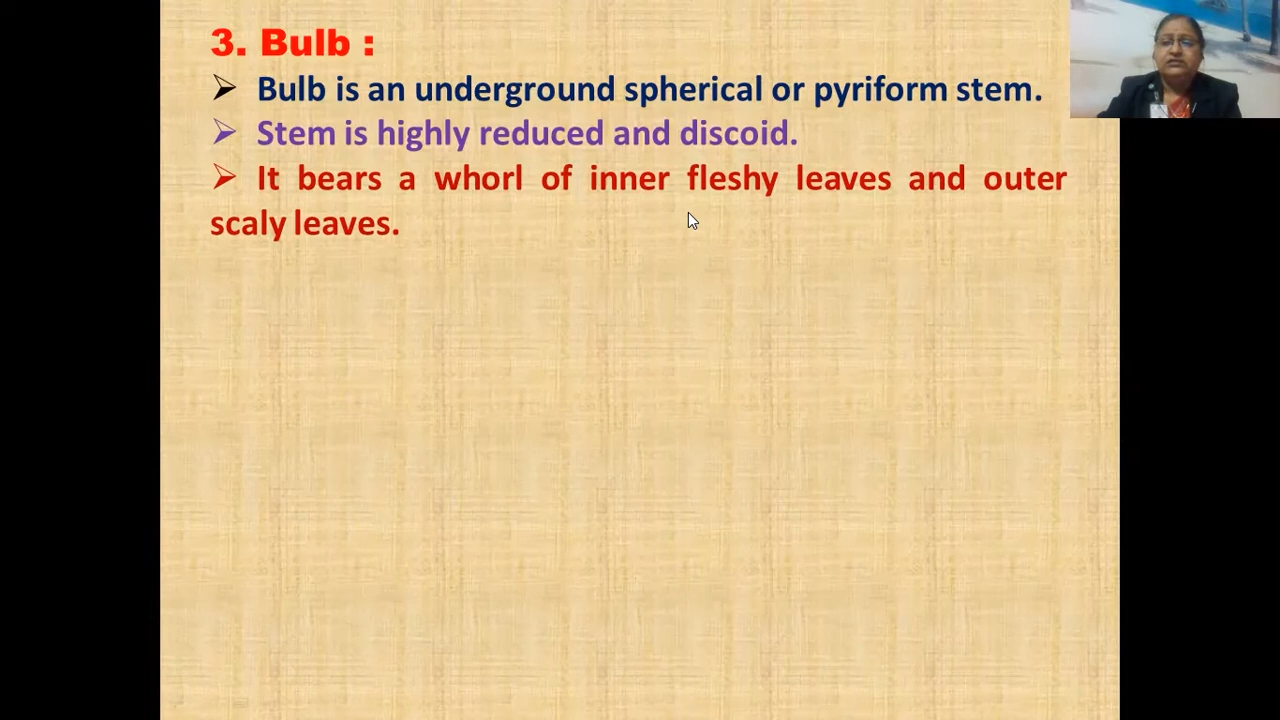 3. Bulb :
➢ Bulb is an underground spherical or pyriform stem.
➢ Stem is highly reduced and discoid.
➢ It bears a whorl of inner fleshy leaves and outer
scaly leaves.